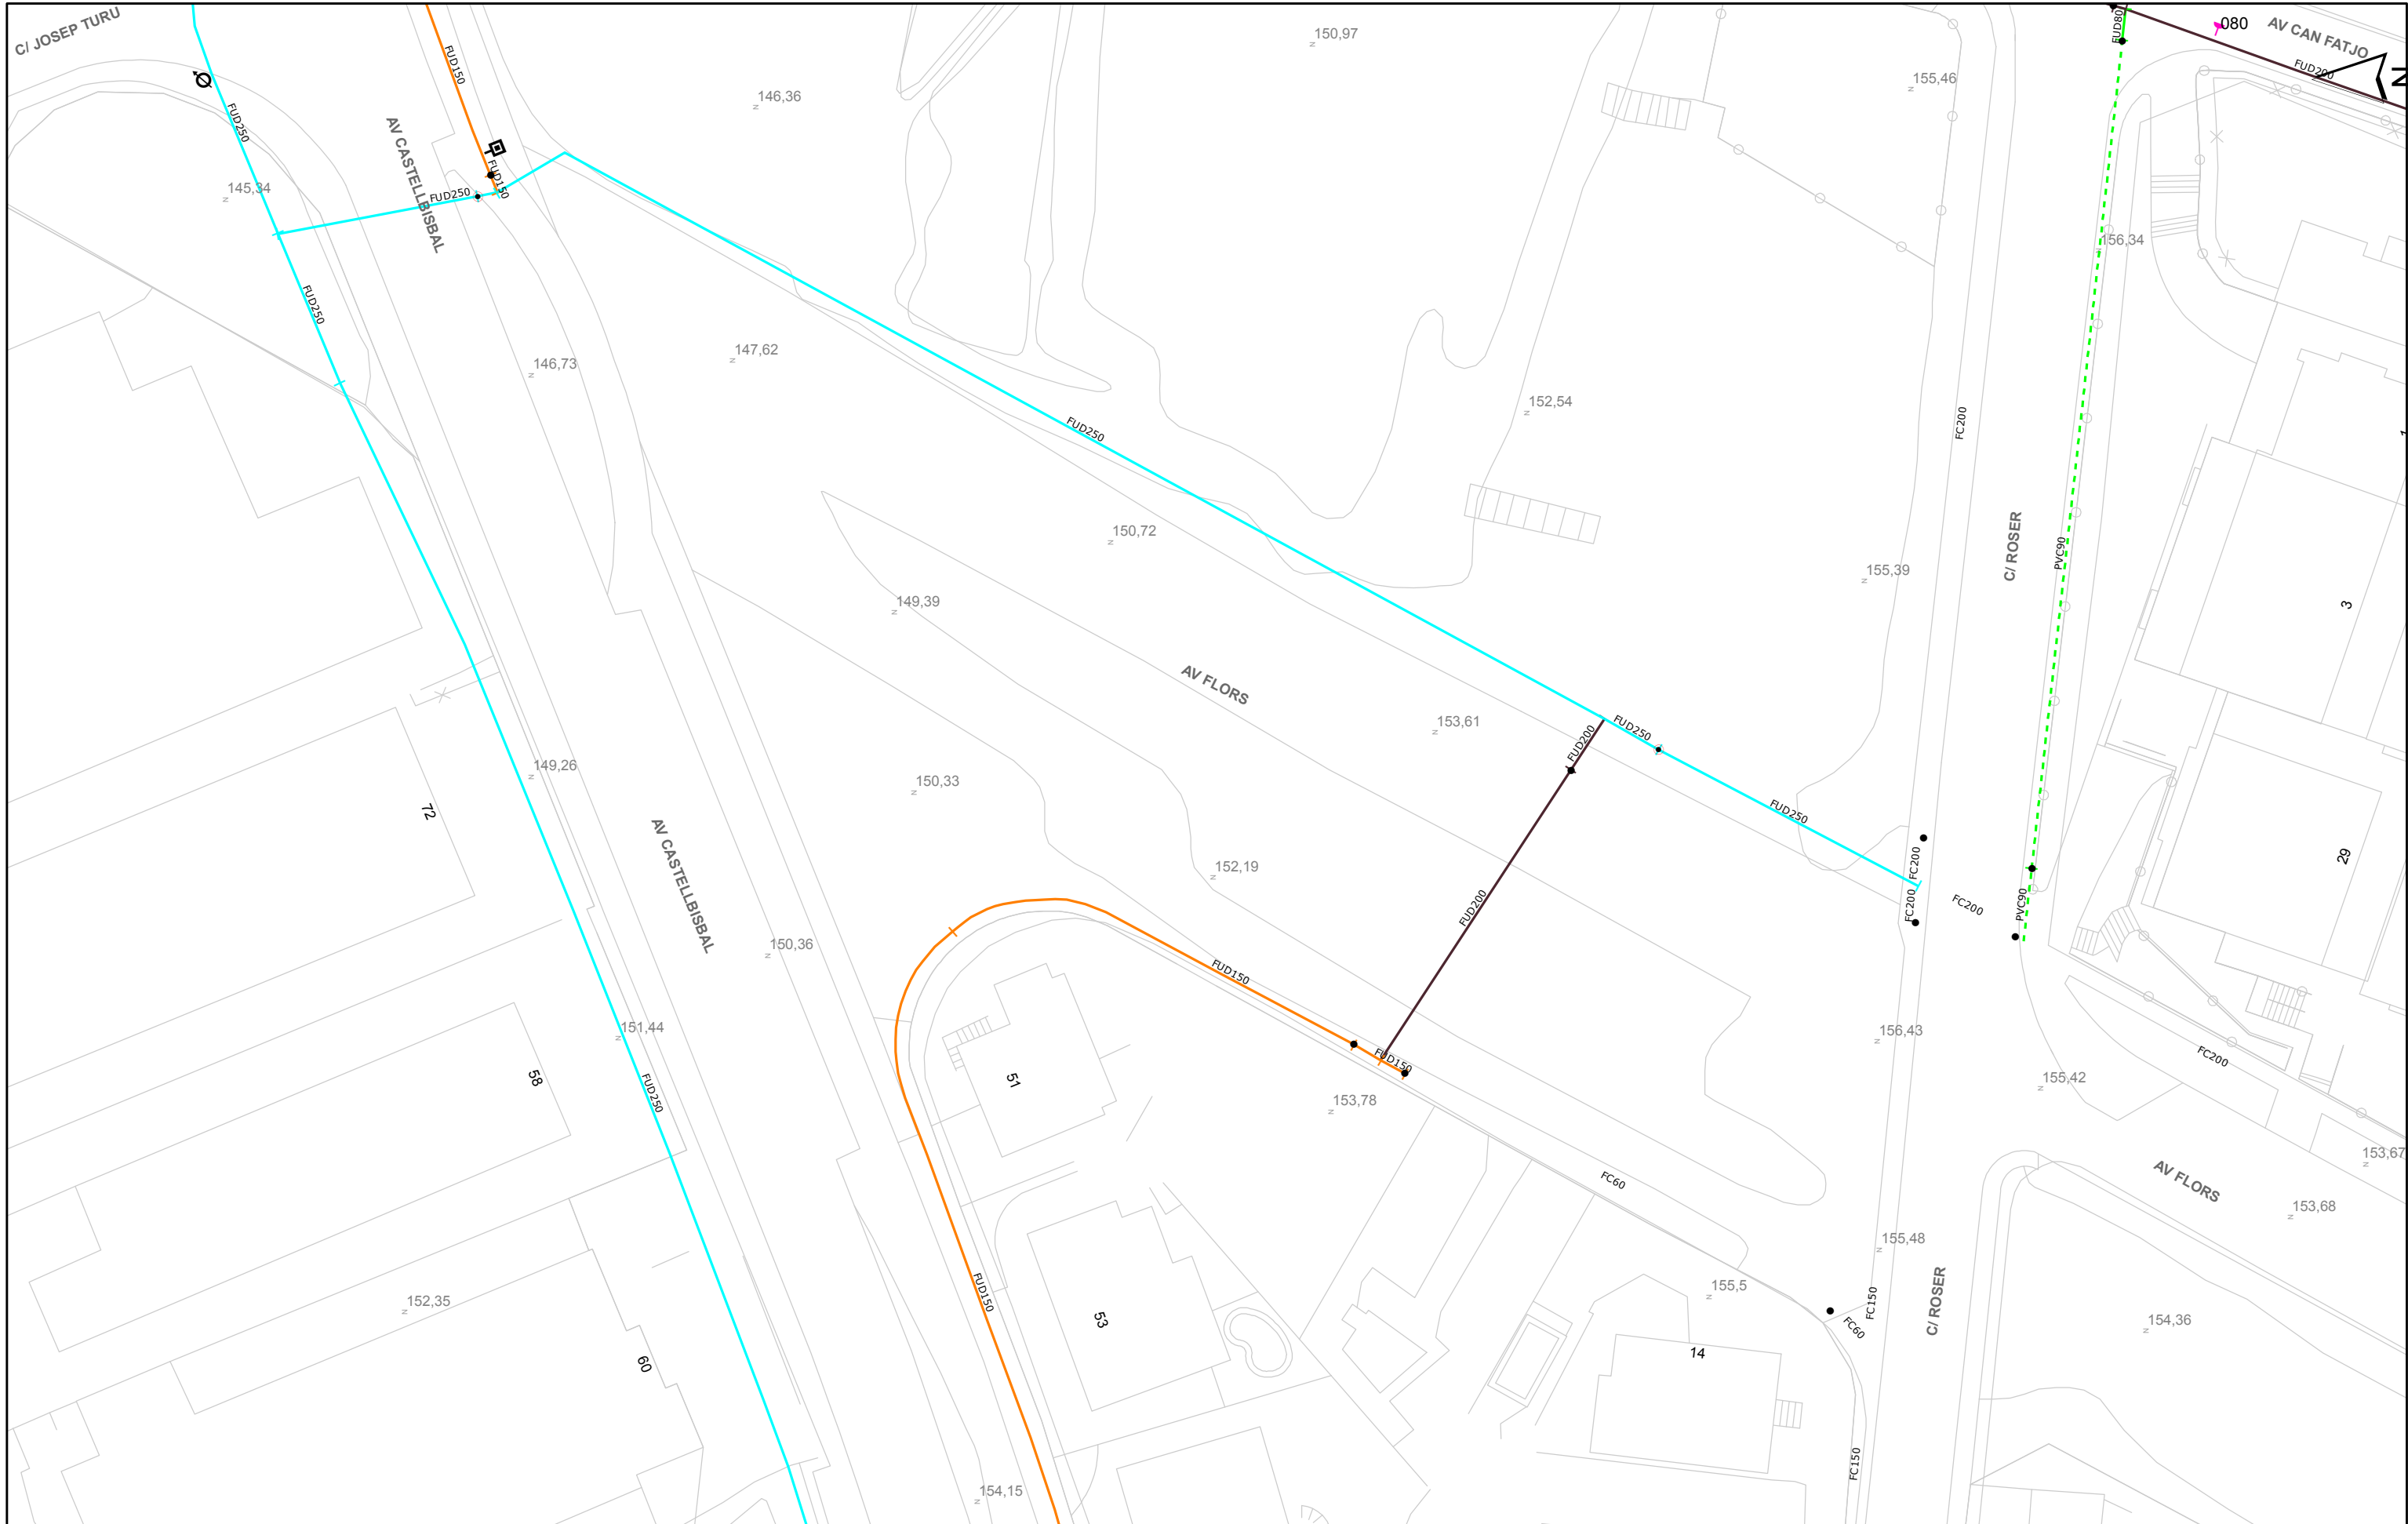 C/ JOSEP TURU
FUD150
150,97
FUD80
080
AV CAN FATJO
FUD200
N
155,46
146,36
FUD250
AV CASTELLBISBAL
FUD150
145,34
FUD250
156,34
FUD250
147,62
146,73
152,54
FUD250
FC200
1
150,72
C/ ROSER
PVC90
155,39
149,39
3
AV FLORS
153,61
FUD250
FUD200
149,26
150,33
72
FUD250
AV CASTELLBISBAL
152,19
FC200
29
FUD200
FC200
FC200
PVC90
150,36
FUD150
151,44
156,43
FUD150
FC200
58
51
155,42
FUD250
153,78
153,67
FC60
AV FLORS
153,68
155,48
FUD150
155,5
152,35
FC150
C/ ROSER
53
FC60
154,36
60
14
FC150
154,15